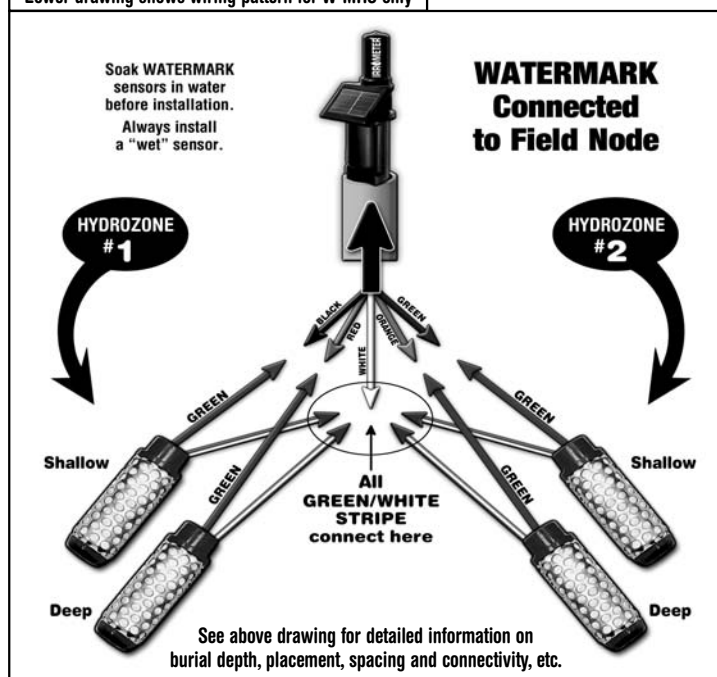 Lower drawing shows wiring pattern for W-MHS only
Soak WATERMARK
sensors in water
before installation.
Always install
a “wet” sensor.
IRROMETER
WATERMARK
Connected
to Field Node
HYDROZONE
#1
HYDROZONE
#2
BLACK
RED
WHITE
ORANGE
GREEN
GREEN
GREEN
GREEN
GREEN
Shallow
Shallow
All
GREEN/WHITE
STRIPE
connect here
Deep
Deep
See above drawing for detailed information on
burial depth, placement, spacing and connectivity, etc.